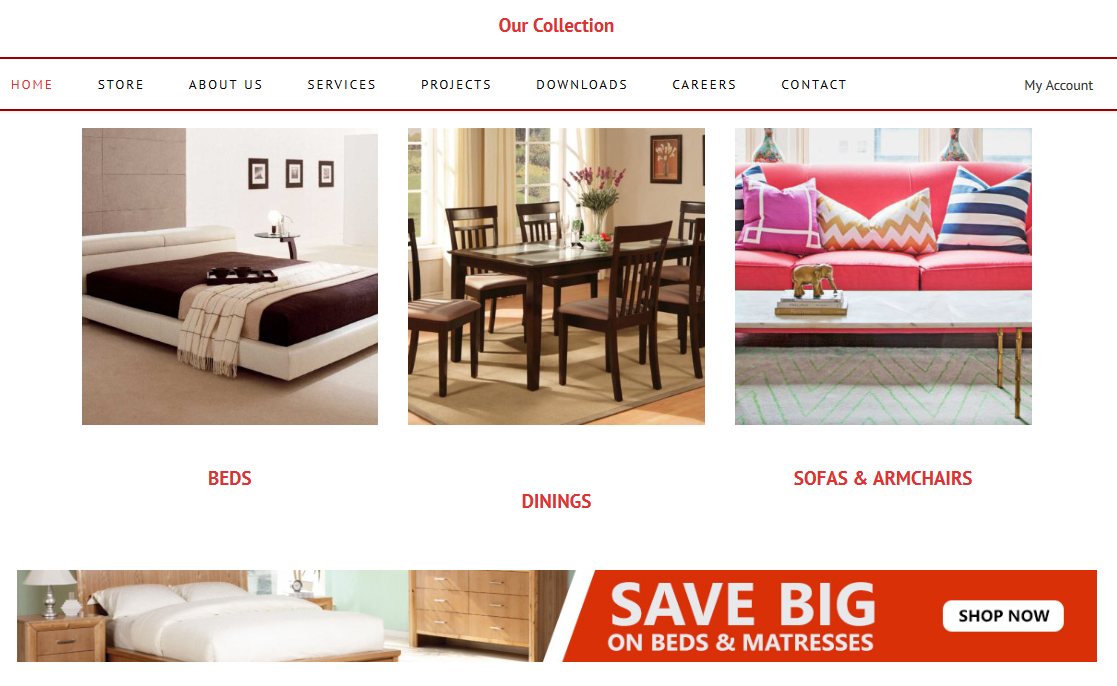 Our Collection
HOME STORE ABOUT US SERVICES PROJECTS DOWNLOADS CAREERS CONTACT My Account
BEDS
SOFAS & ARMCHAIRS
DININGS
SAVE BIG
ON BEDS & MATRESSES
SHOP NOW